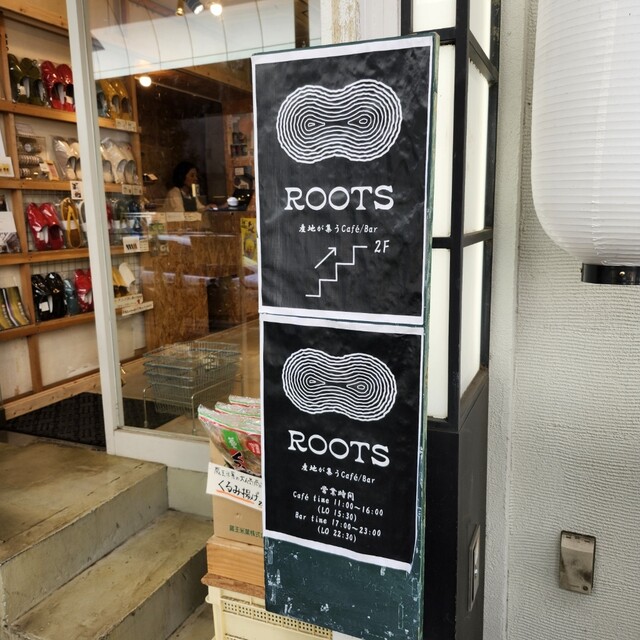 ROOTS
産地が集うCafé/Bar
2F
ROOTS
産地が集うCafé/Bar
営業時間
Café time 11:00〜16:00
(LO 15:30)
Bar time 17:00〜23:00
(LO 22:30)
くるみ揚げ